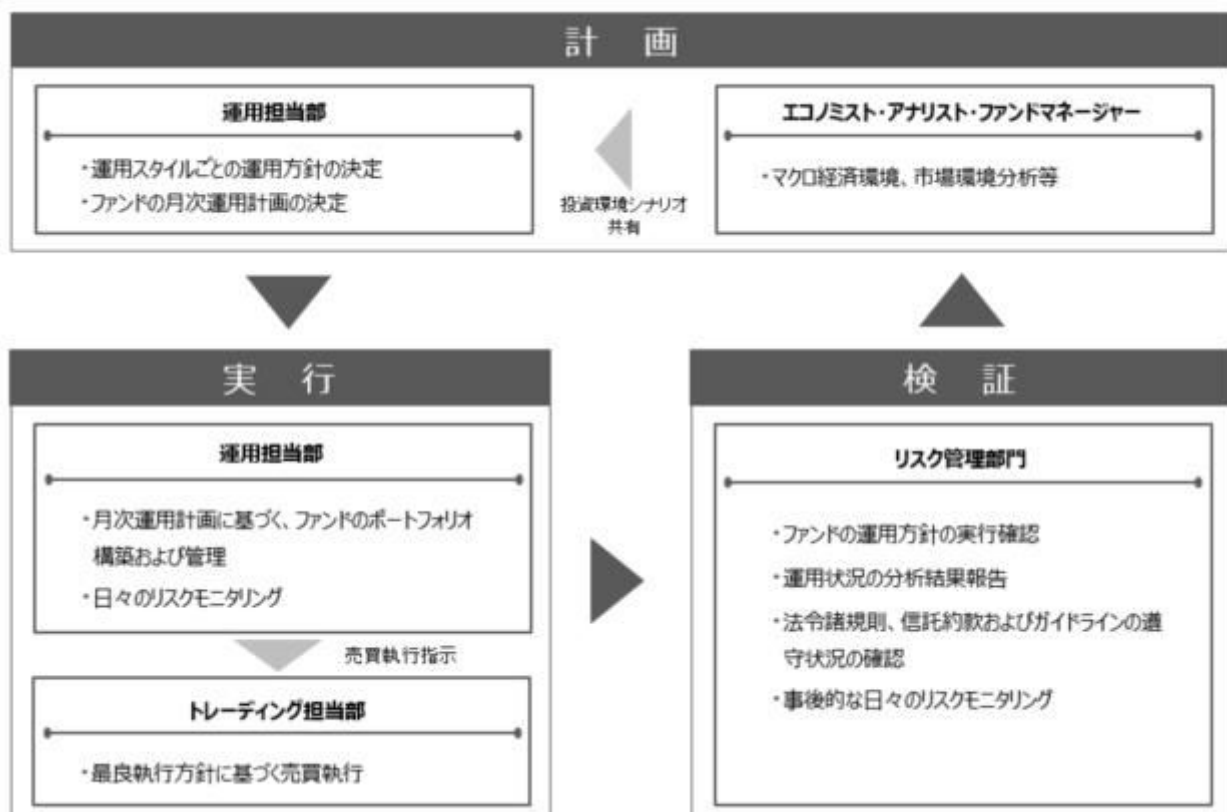 計 画
運用担当部
・運用スタイルごとの運用方針の決定
・ファンドの月次運用計画の決定
投資環境シナリオ
共有
エコノミスト・アナリスト・ファンドマネージャー
・マクロ経済環境、市場環境分析等
実 行
運用担当部
・月次運用計画に基づく、ファンドのポートフォリオ
構築および管理
・日々のリスクモニタリング
売買執行指示
トレーディング担当部
・最良執行方針に基づく売買執行
検 証
リスク管理部門
・ファンドの運用方針の実行確認
・運用状況の分析結果報告
・法令諸規則、信託約款およびガイドラインの遵
守状況の確認
・事後的な日々のリスクモニタリング